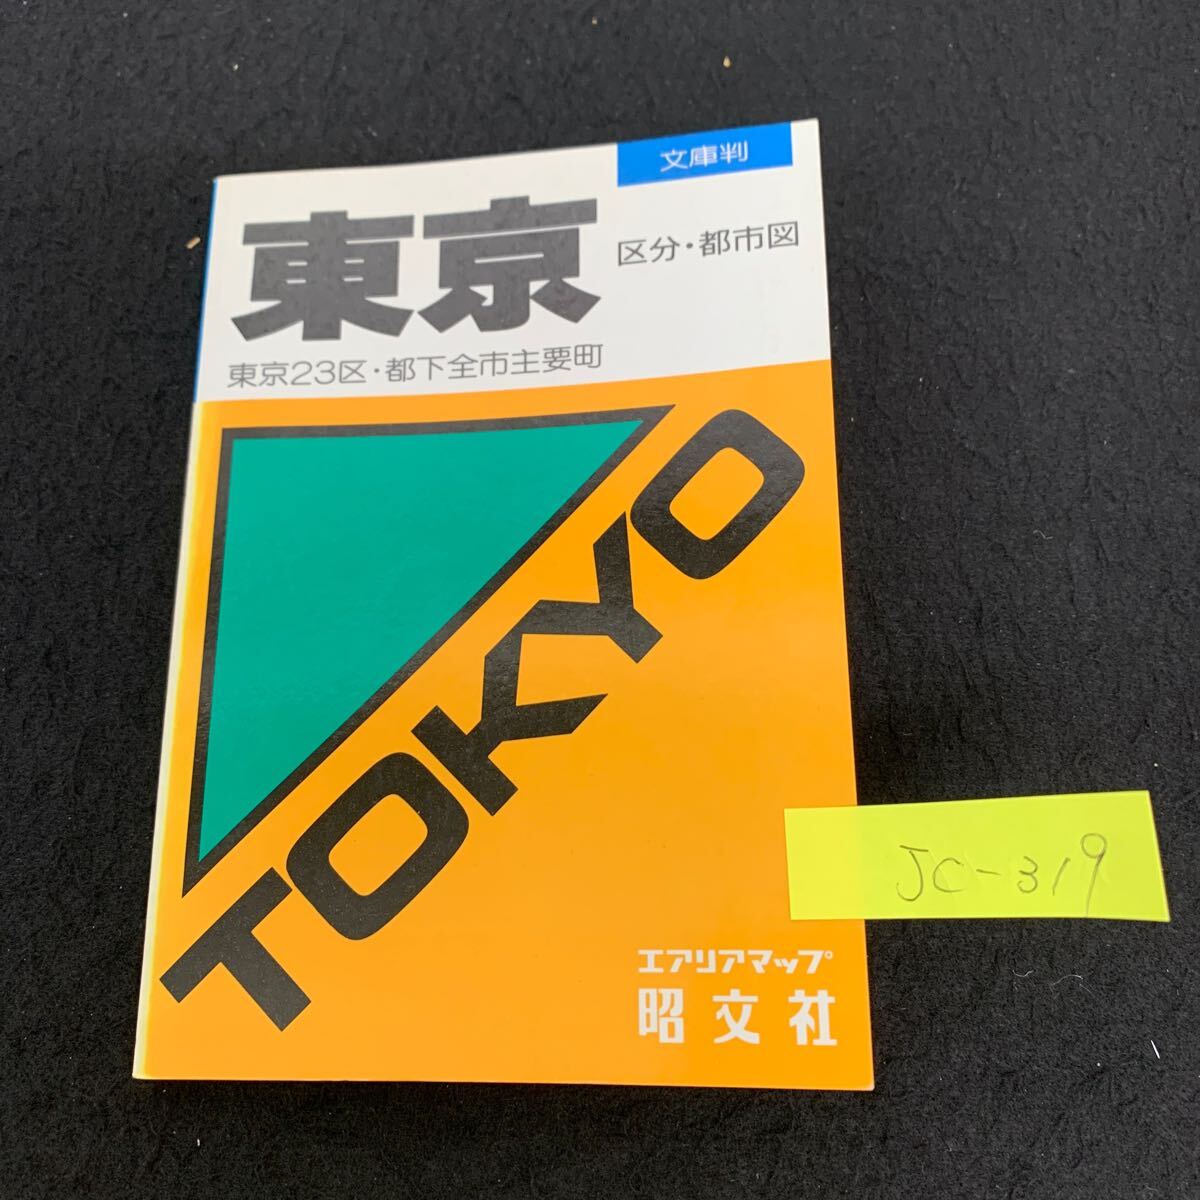 文庫判
東京
区分・都市図
東京23区・都下全市主要町
TOKYO
JC-319
エアリアマップ
昭文社